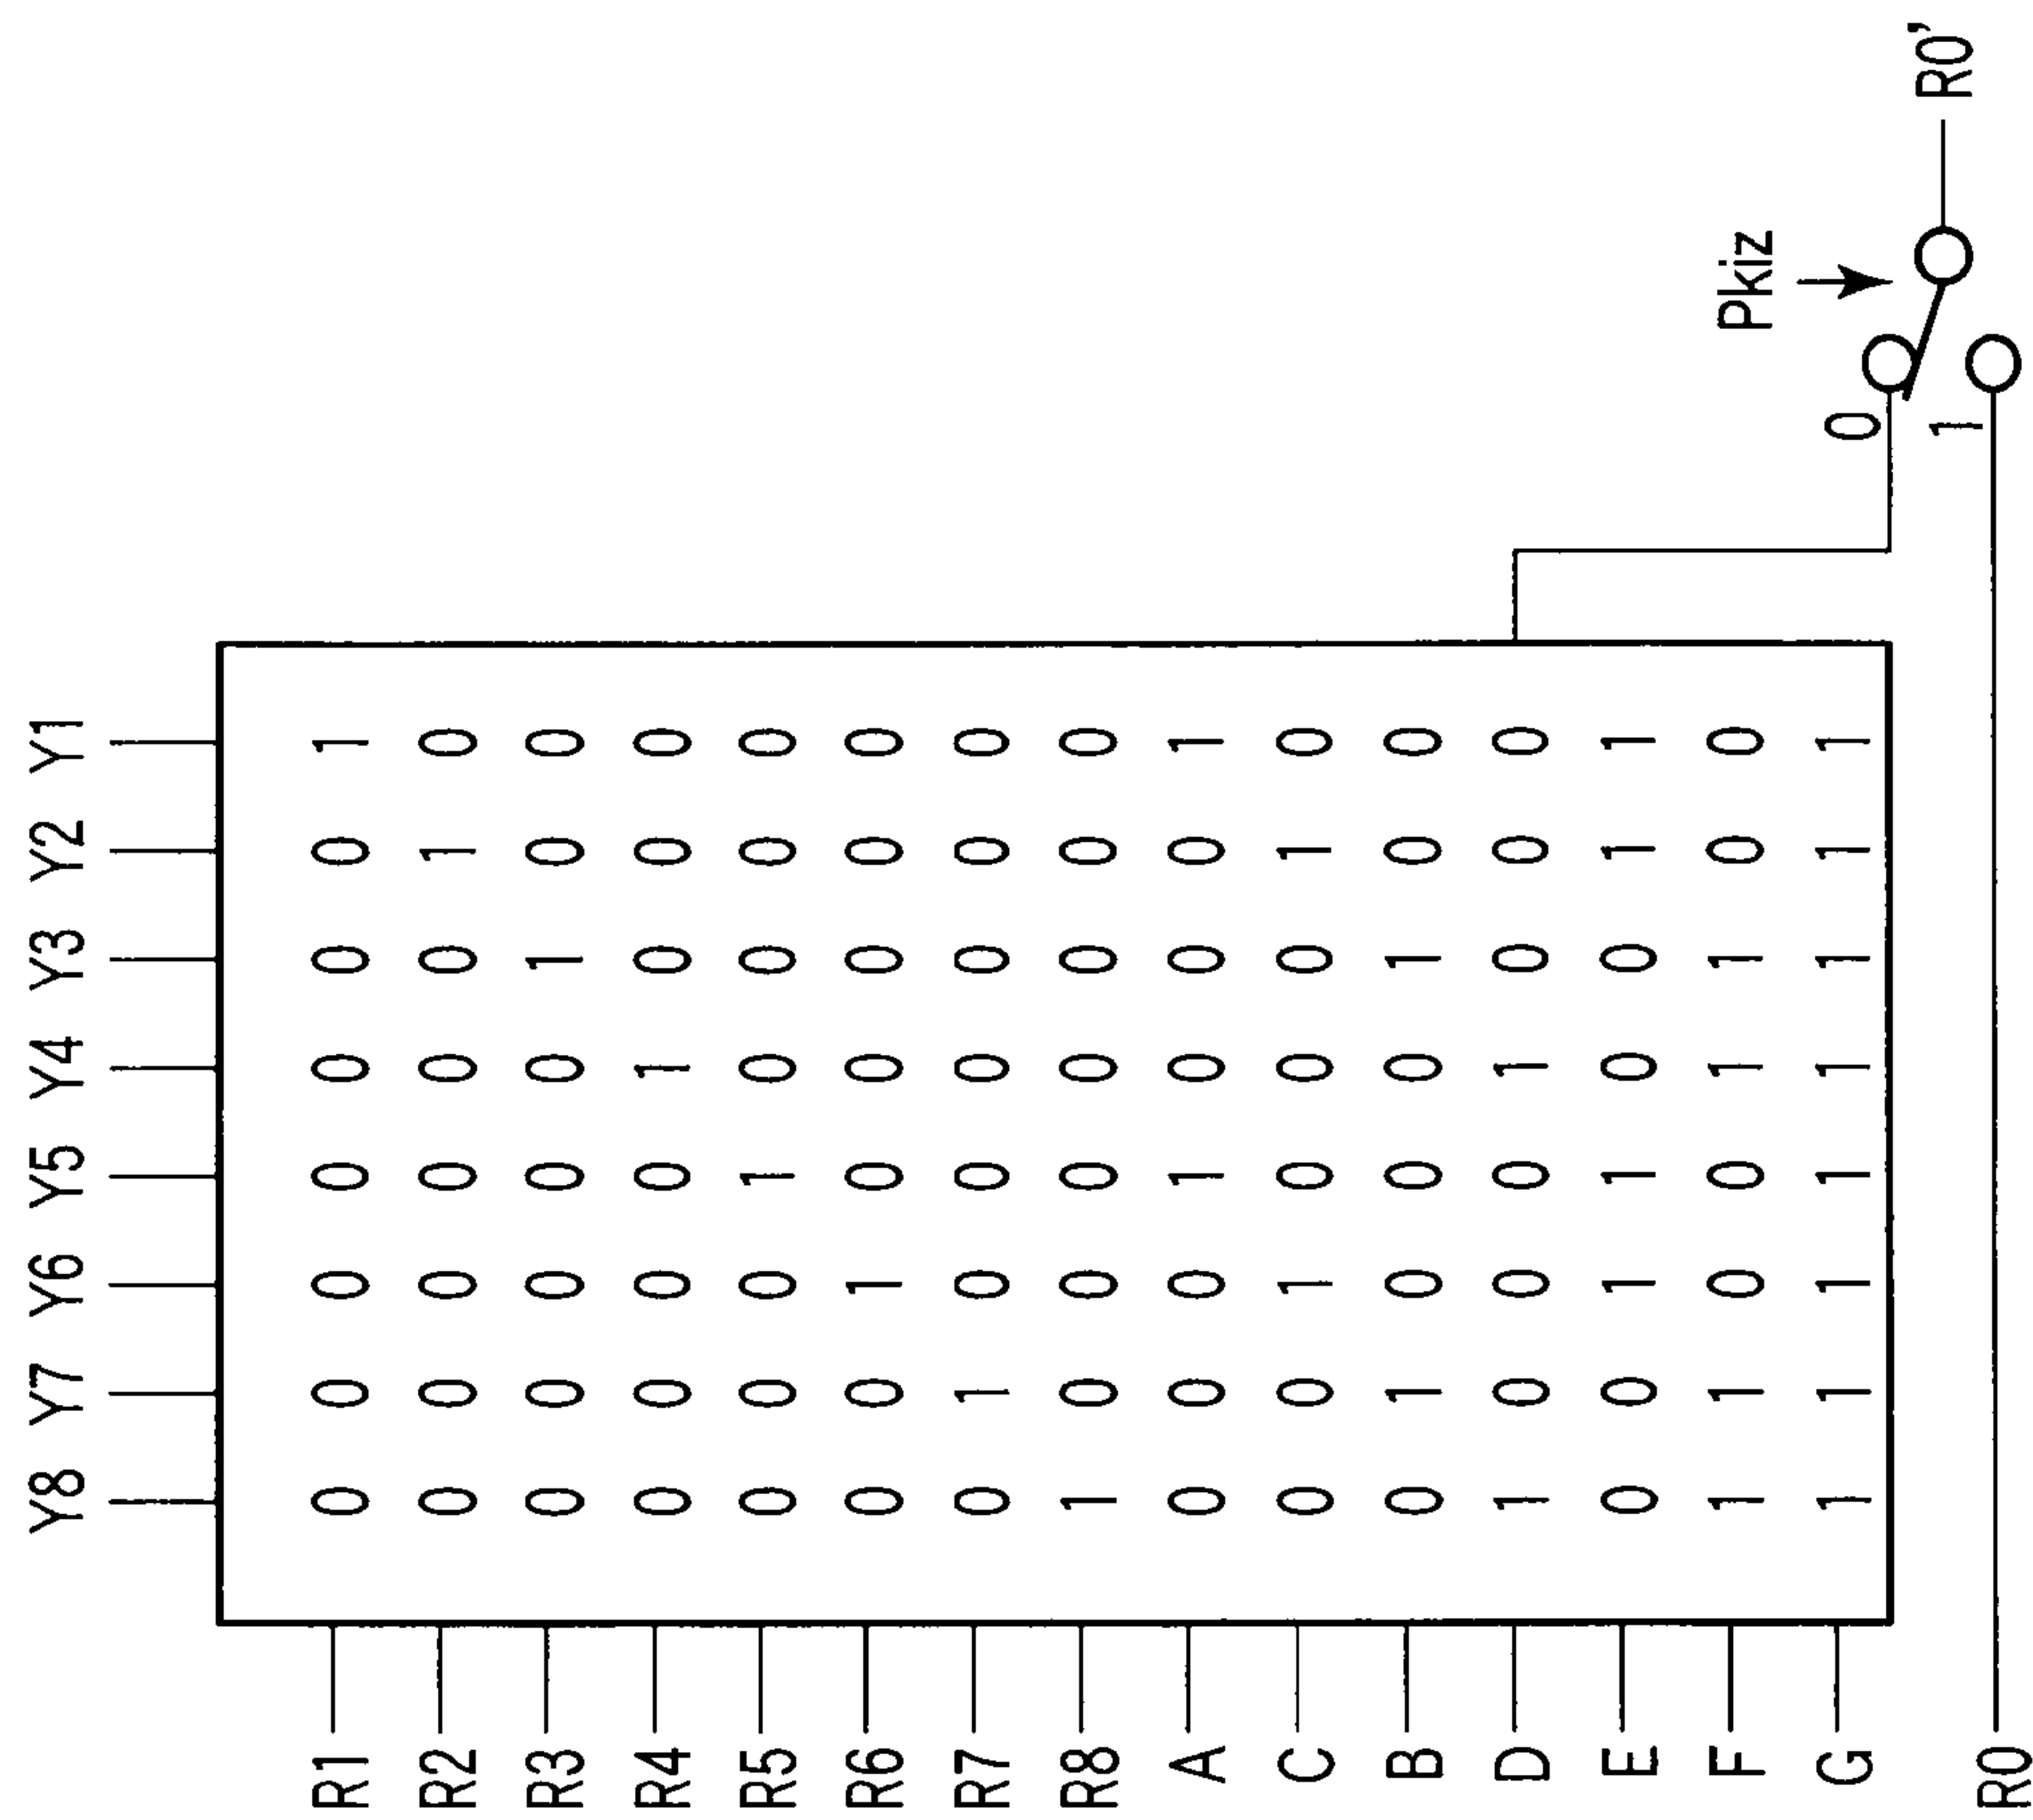 Y8 Y7 Y6 Y5 Y4 Y3 Y2 Y1
R1 0 0 0 0 0 0 0 1
R2 0 0 0 0 0 0 1 0
R3 0 0 0 0 0 1 0 0
R4 0 0 0 0 1 0 0 0
R5 0 0 0 1 0 0 0 0
R6 0 0 1 0 0 0 0 0
R7 0 1 0 0 0 0 0 0
R8 1 0 0 0 0 0 0 0
A 0 0 0 1 0 0 0 1
C 0 0 1 0 0 0 1 0
B 0 1 0 0 0 1 0 0
D 1 0 0 0 1 0 0 0
E 0 0 1 1 0 0 1 1
F 1 1 0 0 1 1 0 0
G 1 1 1 1 1 1 1 1
Pkiz
0
1
R0'
R0